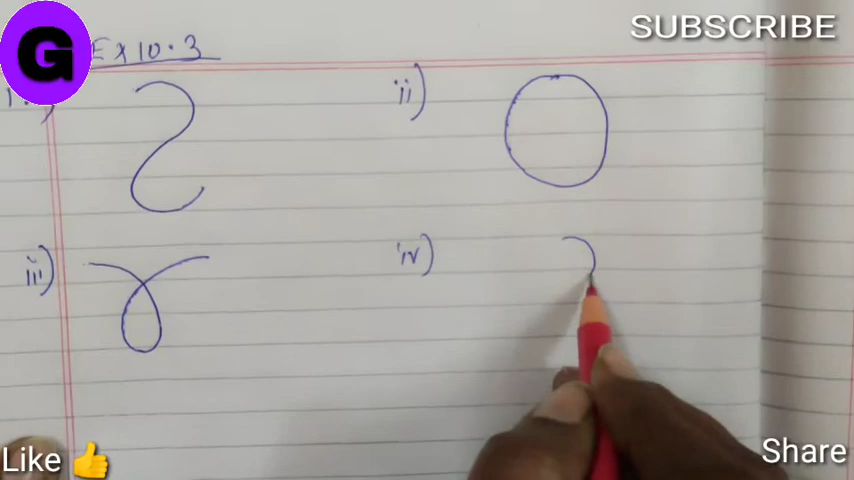 SUBSCRIBE
G
Ex 10.3
i)
ii)
iii)
iv)
Like 👍
Share